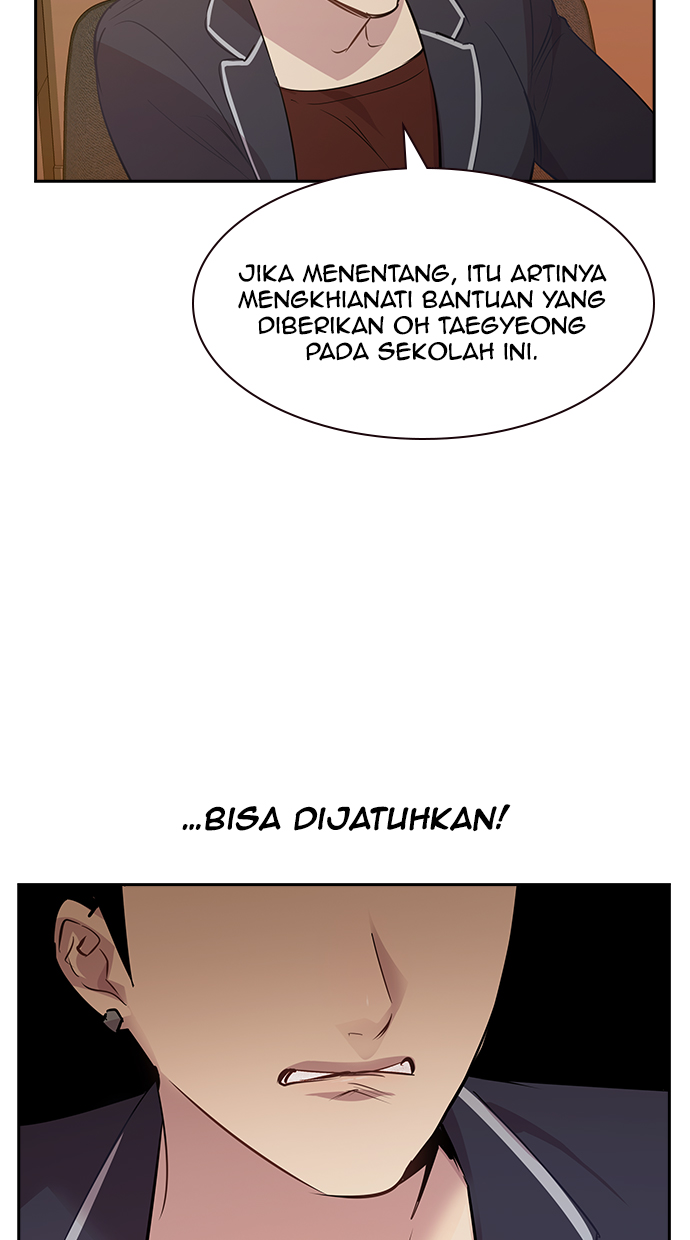 JIKA MENENTANG, ITU ARTINYA
MENGKHIANATI BANTUAN YANG
DIBERIKAN OH TAEGYEONG
PADA SEKOLAH INI.
...BISA DIJATUHKAN!